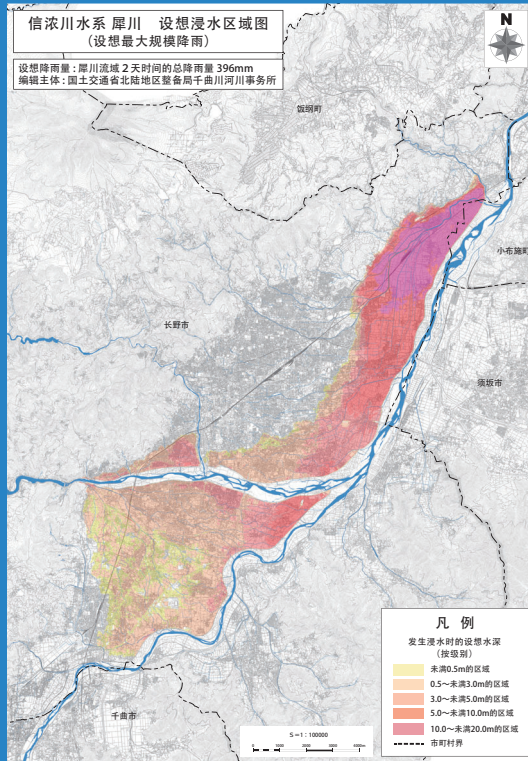 信浓川水系 犀川 设想浸水区域图
(设想最大规模降雨)
设想降雨量：犀川流域2天时间的总降雨量 396mm
编辑主体：国土交通省北陆地区整备局千曲川河川事务所
N
饭纲町
小布施町
长野市
须坂市
千曲市
S=1:100000
0 1000 2000 3000 4000m
凡 例
发生浸水时的设想水深
(按级别)
未满0.5m的区域
0.5～未满3.0m的区域
3.0～未满5.0m的区域
5.0～未满10.0m的区域
10.0～未满20.0m的区域
市町村界